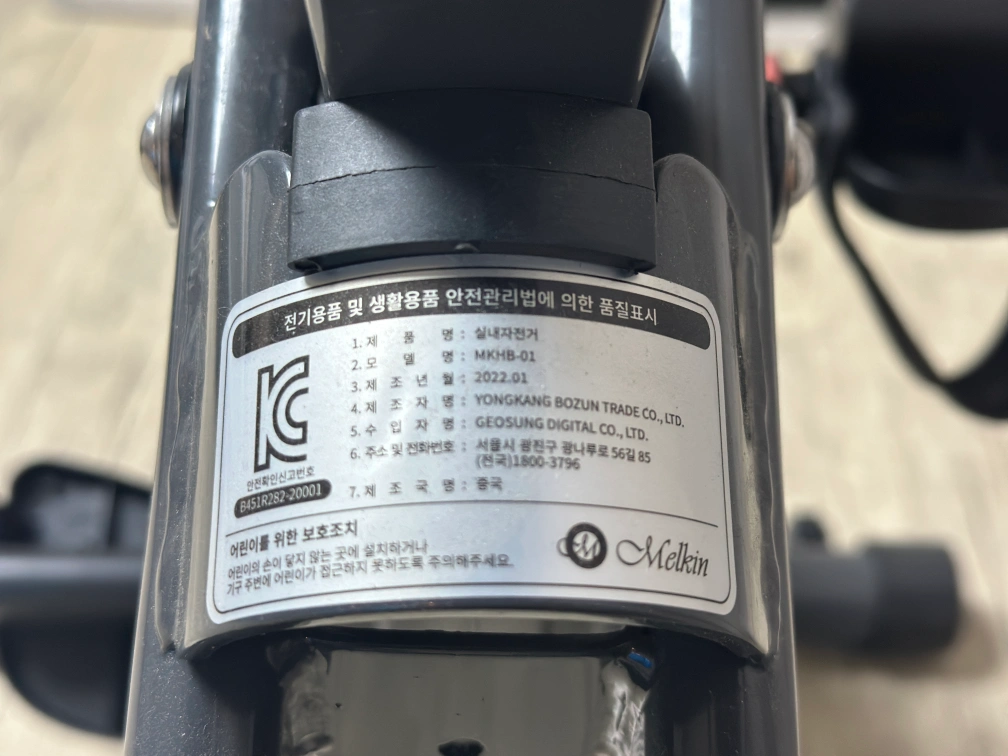 전기용품 및 생활용품 안전관리법에 의한 품질표시
1. 제 품 명 : 실내자전거
2. 모 델 명 : MKHB-01
3. 제 조 년 월 : 2022.01
4. 제 조 자 명 : YONGKANG BOZUN TRADE CO., LTD.
5. 수 입 자 명 : GEOSUNG DIGITAL CO., LTD.
6. 주소 및 전화번호 : 서울시 광진구 광나루로 56길 85
(전국)1800-3796
7. 제 조 국 명 : 중국
안전확인신고번호
B451R282-20001
어린이를 위한 보호조치
어린이의 손이 닿지 않는 곳에 설치하거나
기구 주변에 어린이가 접근하지 못하도록 주의해주세요.
M Melkin